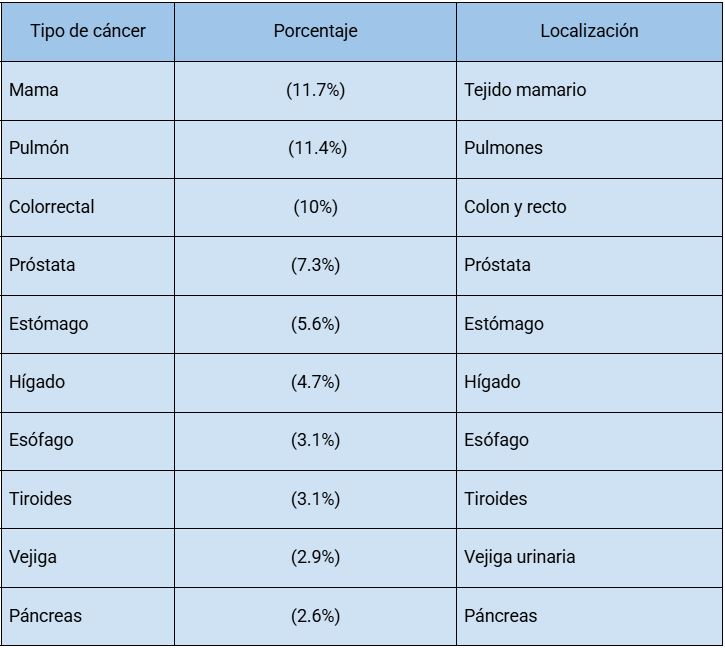 Tipo de cáncer Porcentaje Localización
Mama (11.7%) Tejido mamario
Pulmón (11.4%) Pulmones
Colorrectal (10%) Colon y recto
Próstata (7.3%) Próstata
Estómago (5.6%) Estómago
Hígado (4.7%) Hígado
Esófago (3.1%) Esófago
Tiroides (3.1%) Tiroides
Vejiga (2.9%) Vejiga urinaria
Páncreas (2.6%) Páncreas